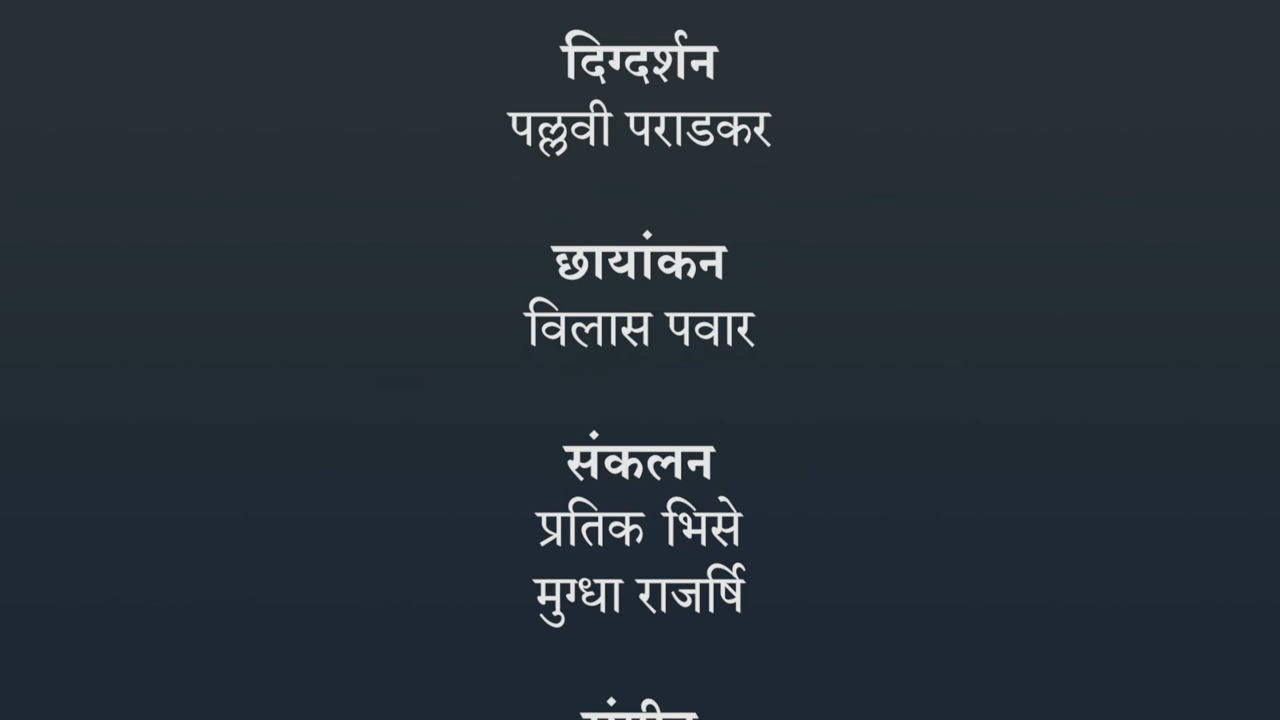 दिग्दर्शन
पल्लवी पराडकर
छायांकन
विलास पवार
संकलन
प्रतिक भिसे
मुग्धा राजर्षि